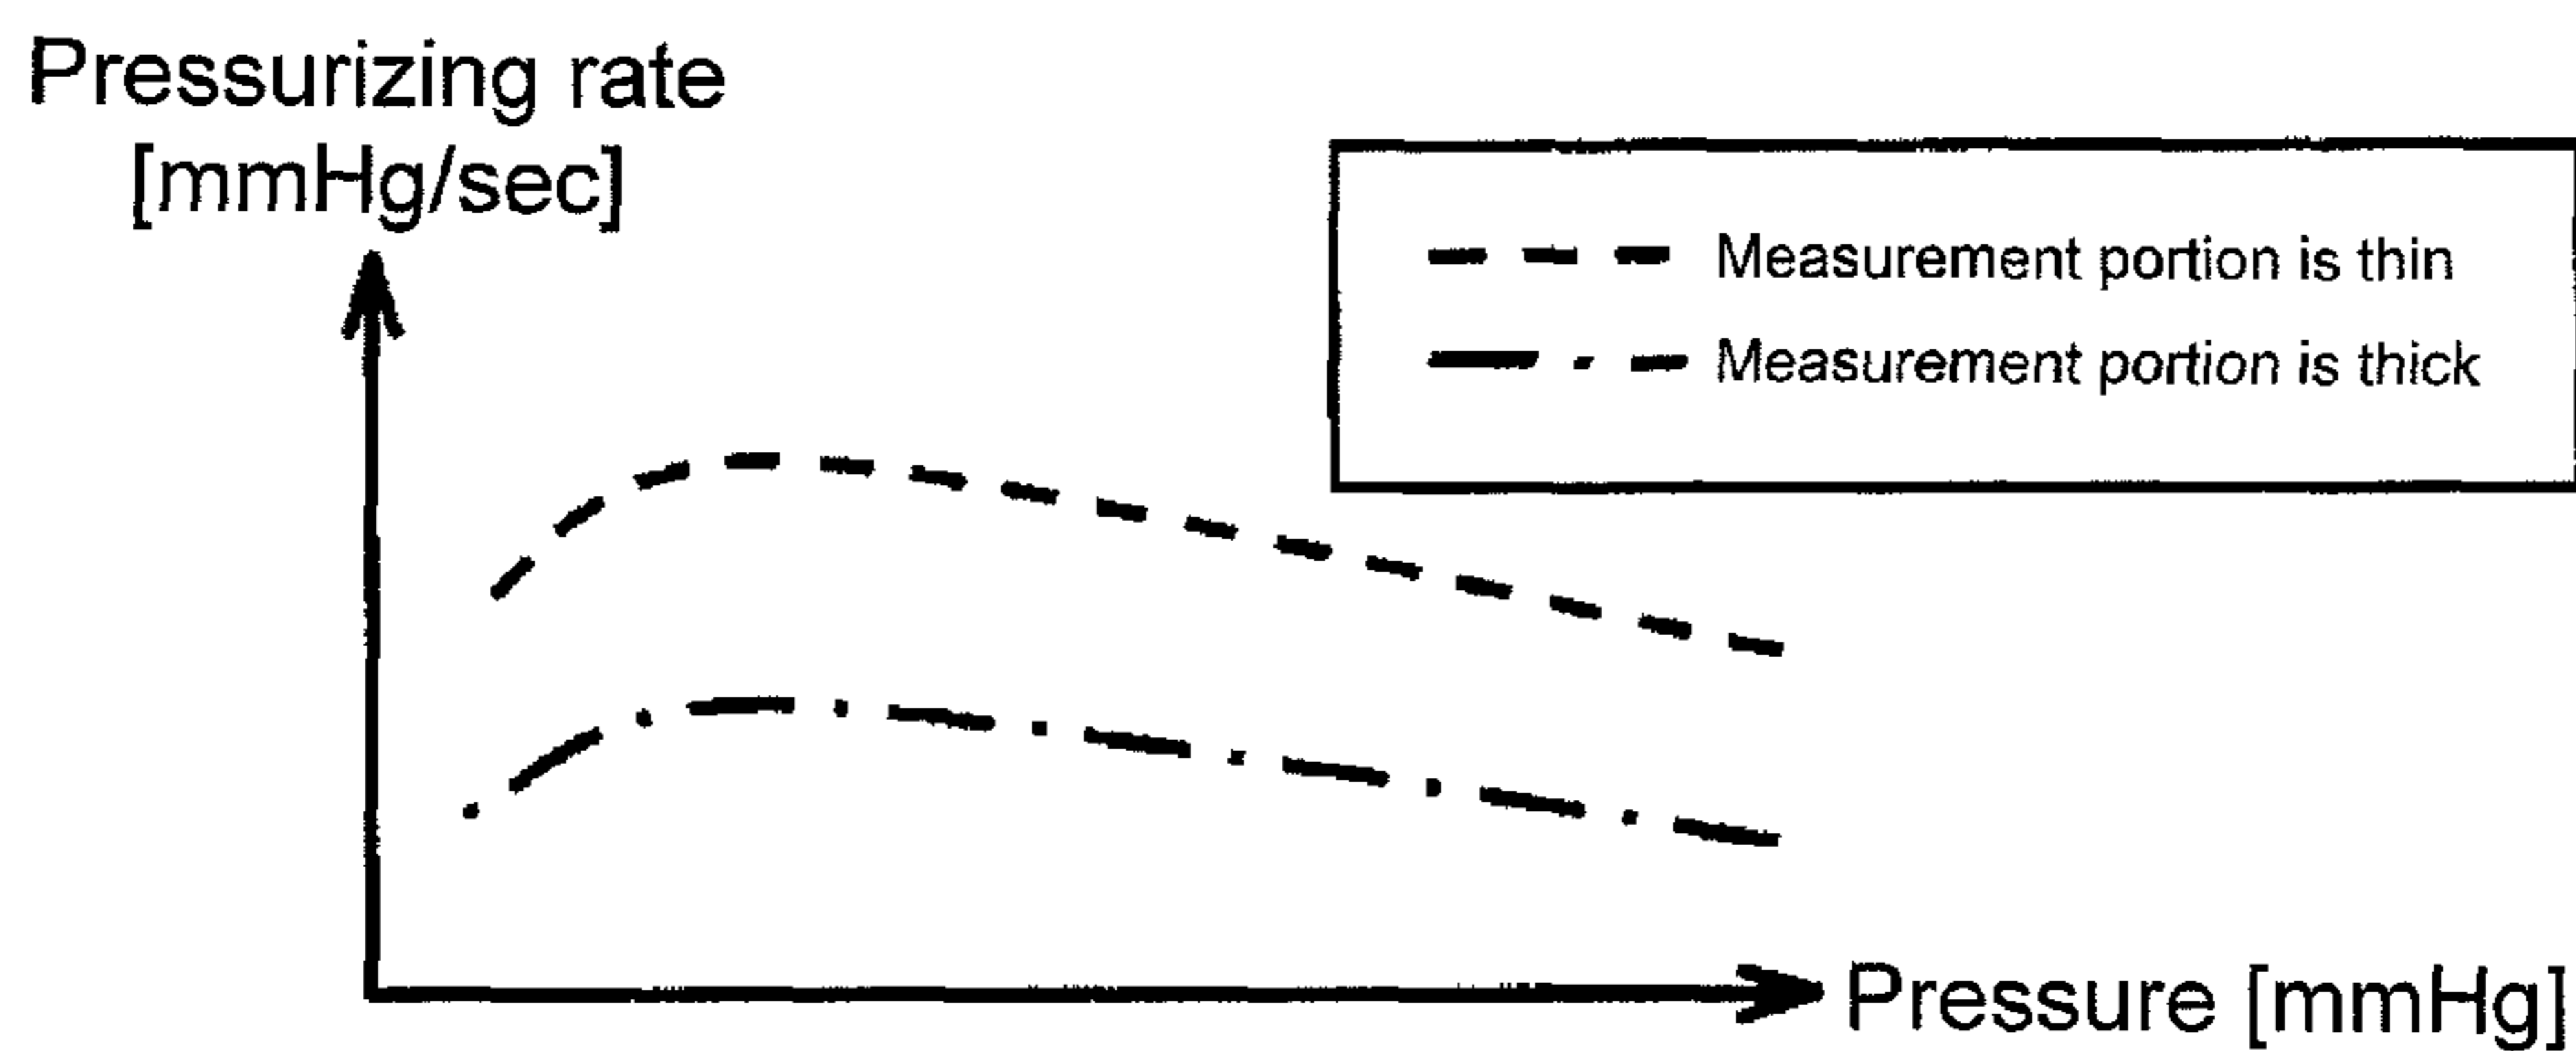 Pressurizing rate
[mmHg/sec]
Measurement portion is thin
Measurement portion is thick
Pressure [mmHg]